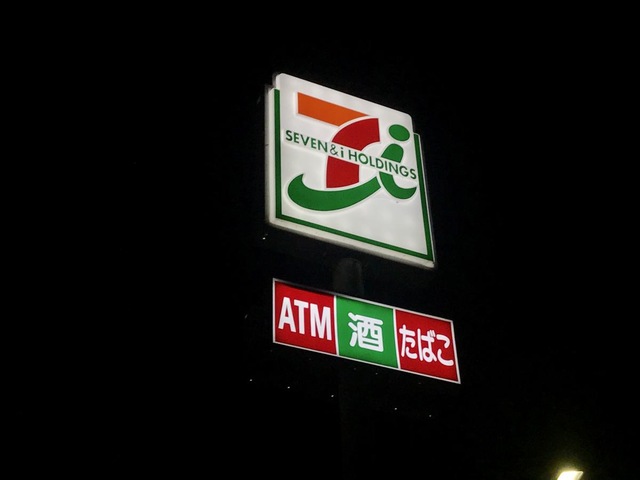 SEVEN & i HOLDINGS
ATM 酒 たばこ